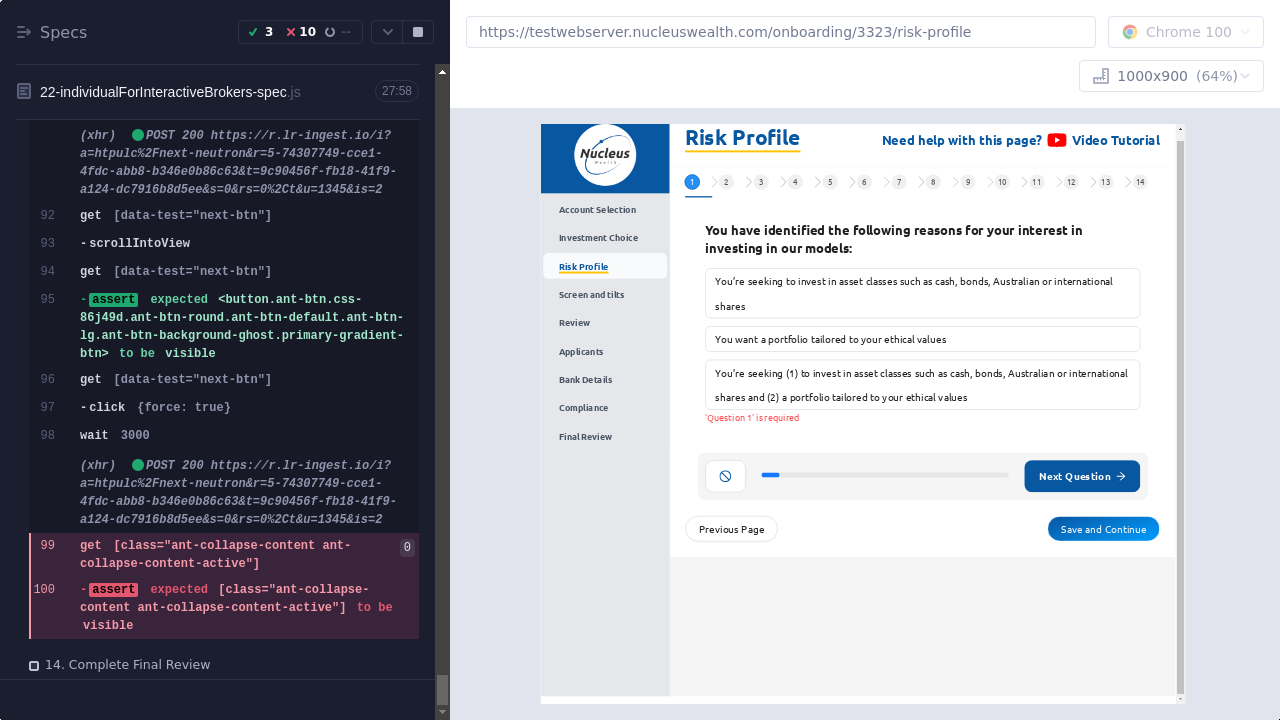 Specs
3
10
--
https://testwebserver.nucleuswealth.com/onboarding/3323/risk-profile
Chrome 100
1000x900 (64%)
22-individualForInteractiveBrokers-spec.js
27:58
(xhr) POST 200 https://r.lr-ingest.io/i?
a=htpulc%2Fnext-neutron&r=5-74307749-cce1-
4fdc-abb8-b346e0b86c63&t=9c90456f-fb18-41f9-
a124-dc7916b8d5ee&s=0&rs=0%2Ct&u=1345&is=2
92 get [data-test="next-btn"]
93 -scrollIntoView
94 get [data-test="next-btn"]
95 -assert expected <button.ant-btn.css-
86j49d.ant-btn-round.ant-btn-default.ant-btn-
lg.ant-btn-background-ghost.primary-gradient-
btn> to be visible
96 get [data-test="next-btn"]
97 -click {force: true}
98 wait 3000
(xhr) POST 200 https://r.lr-ingest.io/i?
a=htpulc%2Fnext-neutron&r=5-74307749-cce1-
4fdc-abb8-b346e0b86c63&t=9c90456f-fb18-41f9-
a124-dc7916b8d5ee&s=0&rs=0%2Ct&u=1345&is=2
99 get [class="ant-collapse-content ant-
collapse-content-active"]
0
100 -assert expected [class="ant-collapse-
content ant-collapse-content-active"] to be
visible
14. Complete Final Review
Nucleus
Wealth
Account Selection
Investment Choice
Risk Profile
Screen and tilts
Review
Applicants
Bank Details
Compliance
Final Review
Risk Profile
Need help with this page? Video Tutorial
1 2 3 4 5 6 7 8 9 10 11 12 13 14
You have identified the following reasons for your interest in
investing in our models:
You're seeking to invest in asset classes such as cash, bonds, Australian or international
shares
You want a portfolio tailored to your ethical values
You're seeking (1) to invest in asset classes such as cash, bonds, Australian or international
shares and (2) a portfolio tailored to your ethical values
'Question 1' is required
Next Question
Previous Page
Save and Continue